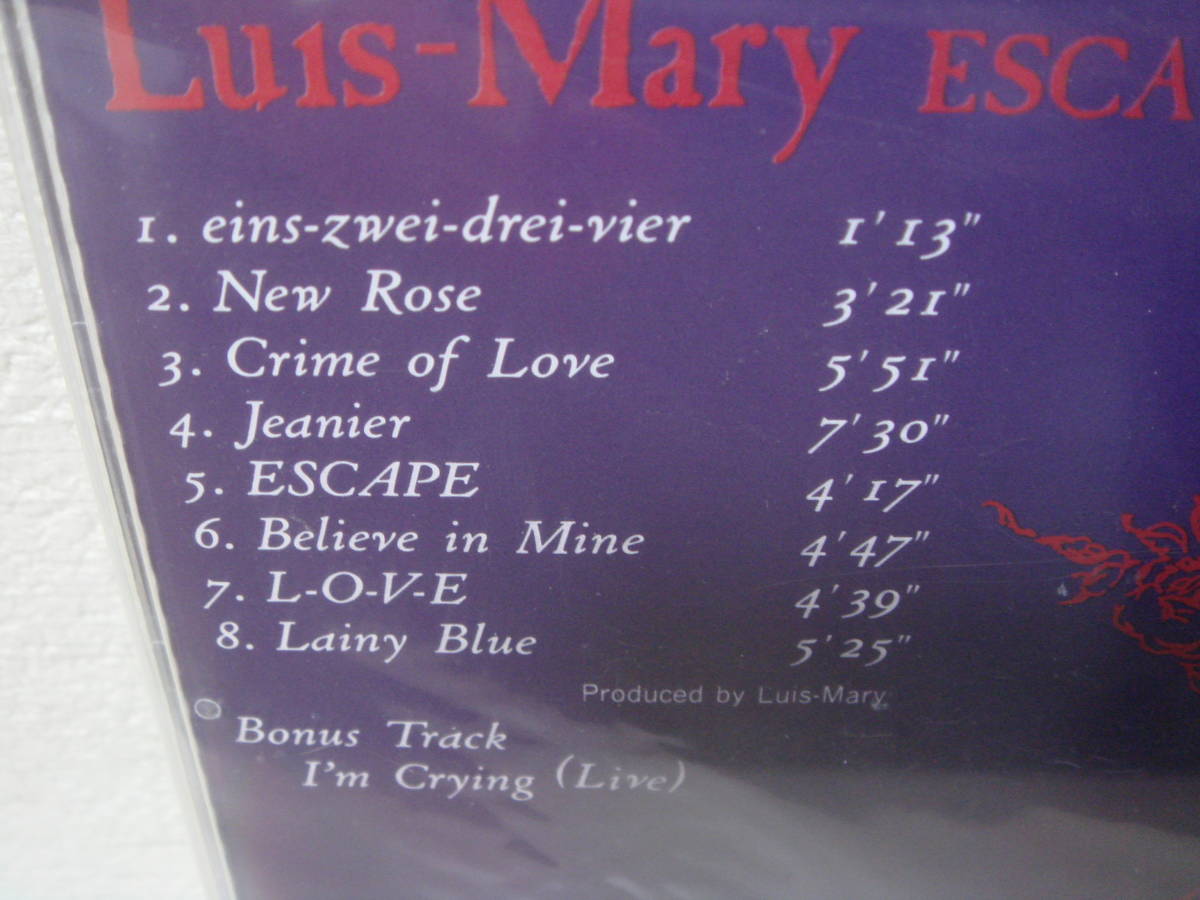 Luis-Mary ESCA
1. eins-zwei-drei-vier 1'13"
2. New Rose 3'21"
3. Crime of Love 5'51"
4. Jeanier 7'30"
5. ESCAPE 4'17"
6. Believe in Mine 4'47"
7. L-O-V-E 4'39"
8. Lainy Blue 5'25"
Produced by Luis-Mary
Bonus Track
I'm Crying (Live)